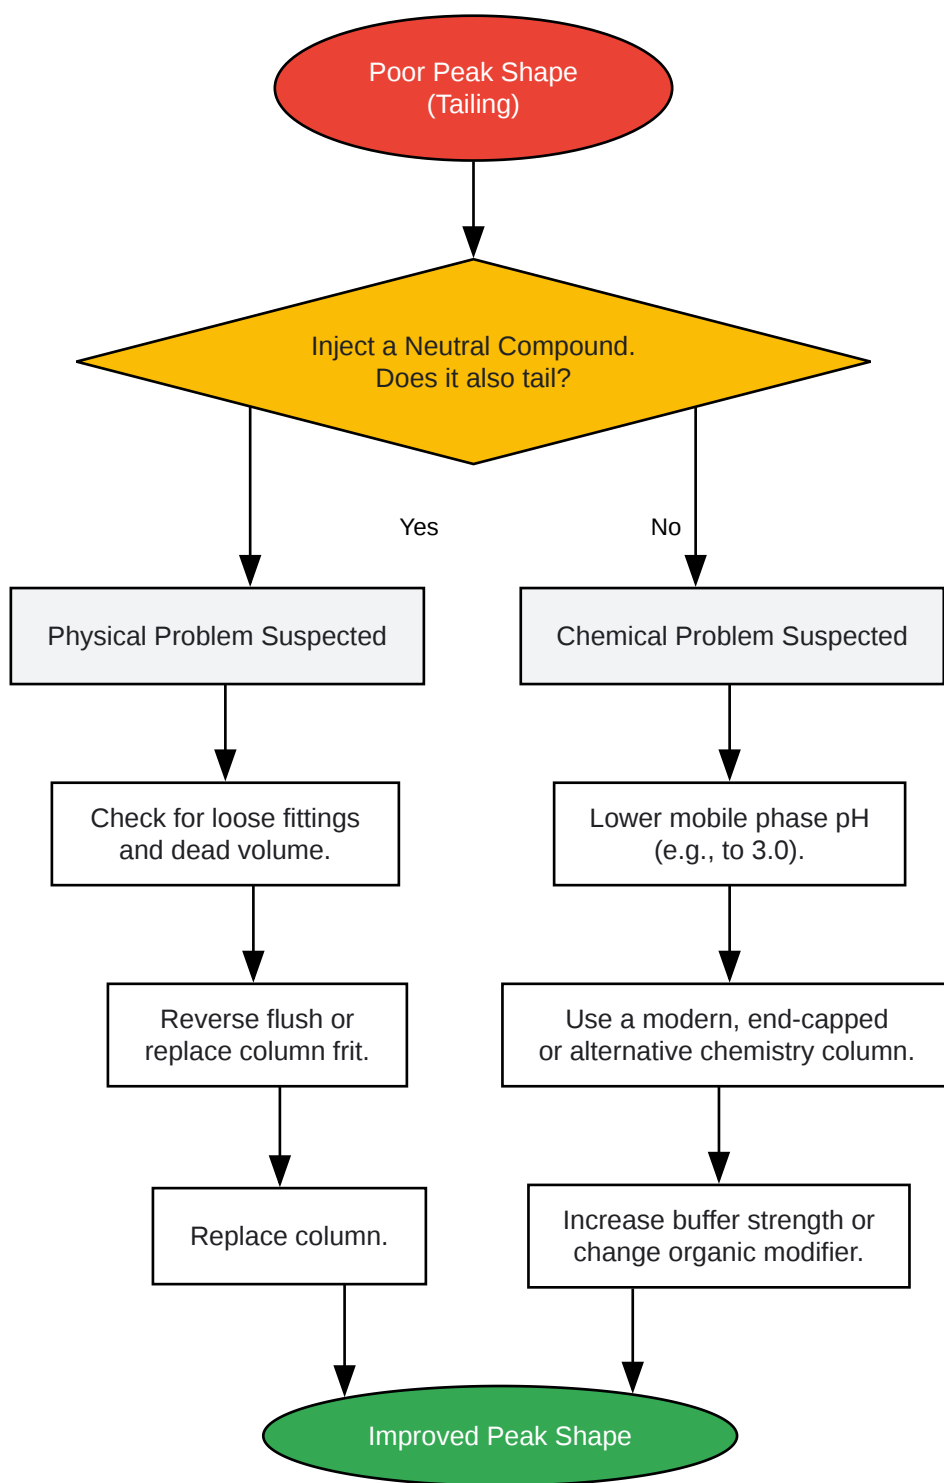 Poor Peak Shape
(Tailing)
Inject a Neutral Compound.
Does it also tail?
Yes
No
Physical Problem Suspected
Chemical Problem Suspected
Check for loose fittings
and dead volume.
Lower mobile phase pH
(e.g., to 3.0).
Reverse flush or
replace column frit.
Use a modern, end-capped
or alternative chemistry column.
Replace column.
Increase buffer strength or
change organic modifier.
Improved Peak Shape